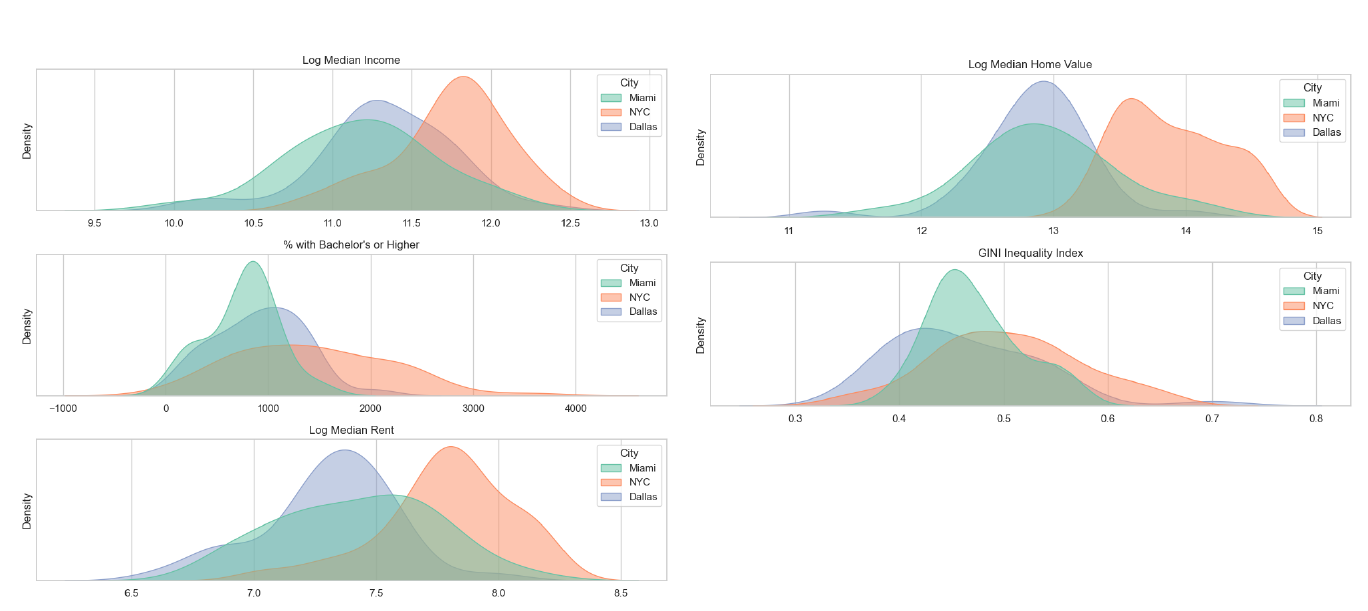 Log Median Income
Density
City
Miami
NYC
Dallas
9.5 10.0 10.5 11.0 11.5 12.0 12.5 13.0
Log Median Home Value
Density
City
Miami
NYC
Dallas
11 12 13 14 15
% with Bachelor's or Higher
Density
City
Miami
NYC
Dallas
−1000 0 1000 2000 3000 4000
GINI Inequality Index
Density
City
Miami
NYC
Dallas
0.3 0.4 0.5 0.6 0.7 0.8
Log Median Rent
Density
City
Miami
NYC
Dallas
6.5 7.0 7.5 8.0 8.5